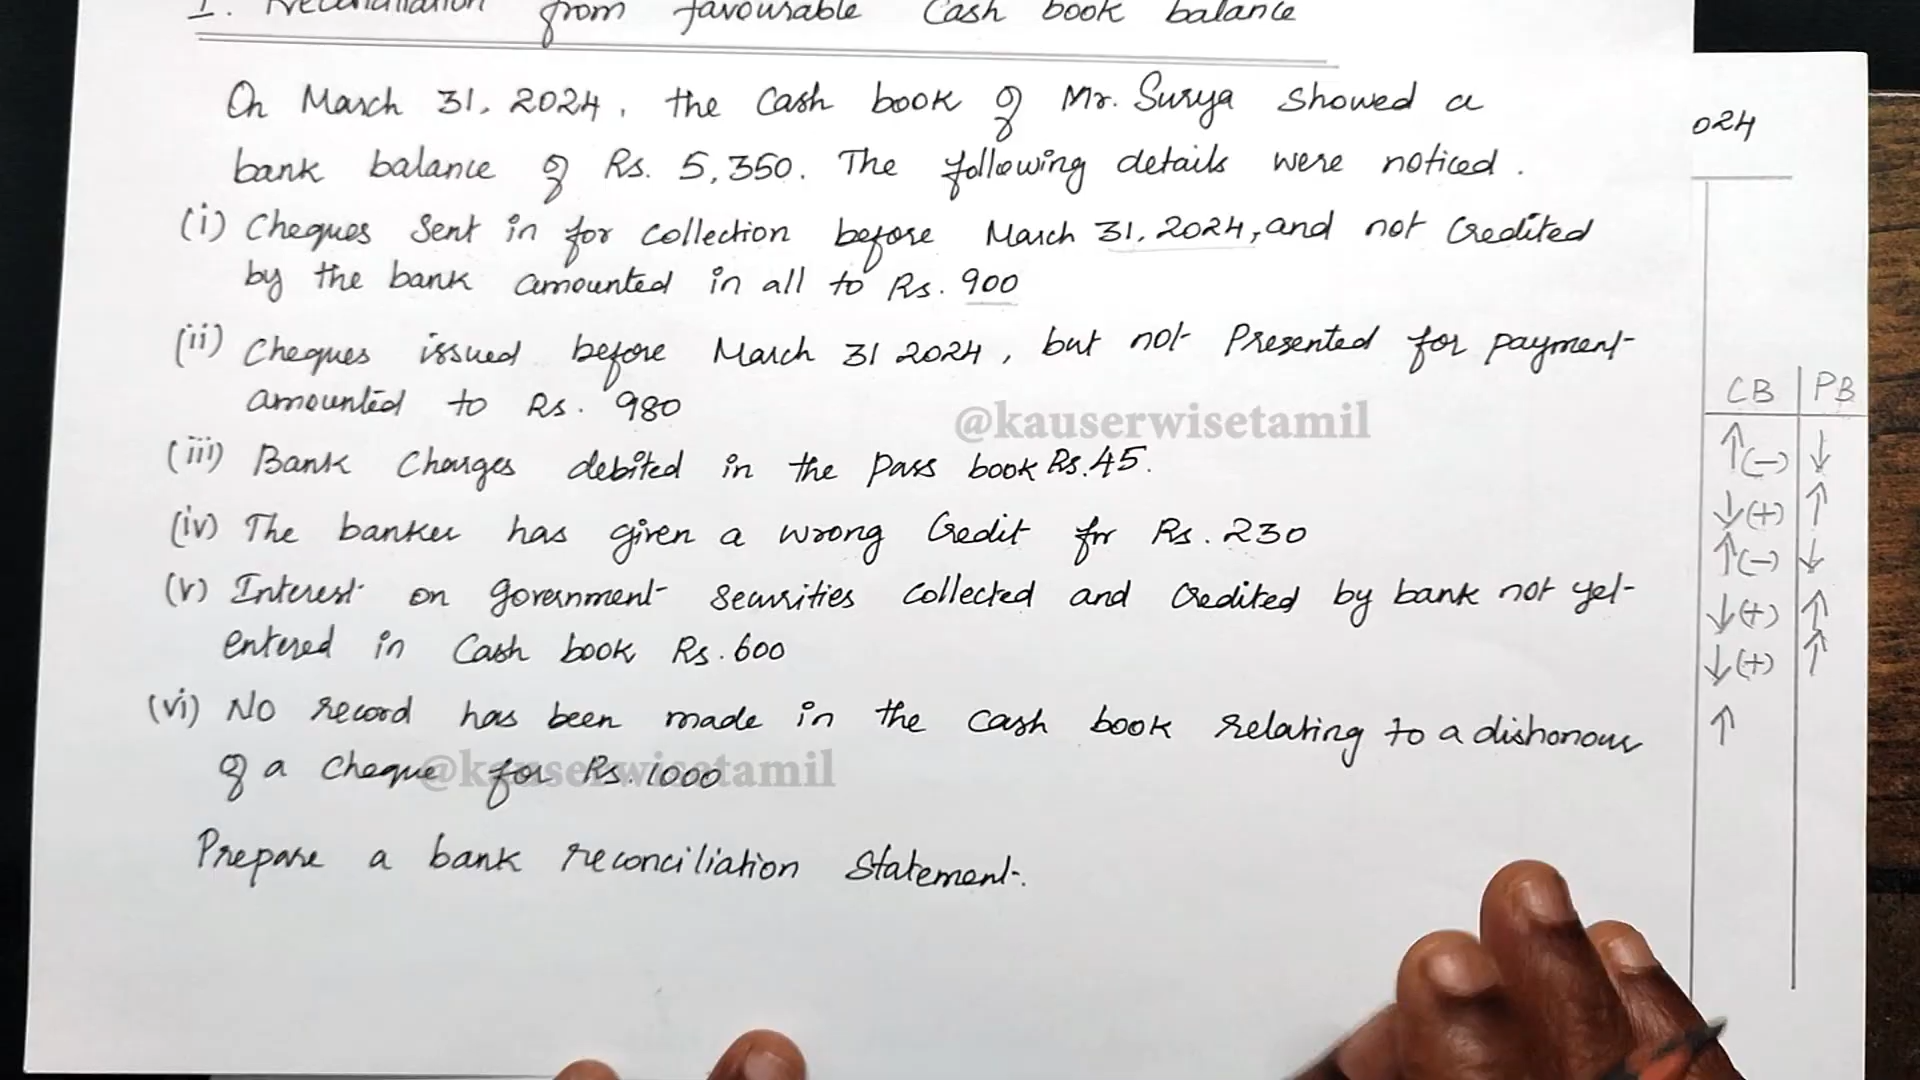 I. Reconciliation from favourable Cash book balance
On March 31, 2024, the Cash book of Mr. Surya showed a
bank balance of Rs. 5,350. The following details were noticed.
(i) Cheques sent in for collection before March 31, 2024, and not credited
by the bank amounted in all to Rs. 900
(ii) Cheques issued before March 31 2024, but not presented for payment
amounted to Rs. 980
@kauserwisetamil
(iii) Bank Charges debited in the pass book Rs.45.
(iv) The banker has given a wrong credit for Rs. 230
(v) Interest on government securities collected and credited by bank not yet
entered in Cash book Rs.600
(vi) No record has been made in the cash book relating to a dishonour
of a cheque for Rs.1000
@kauserwisetamil
Prepare a bank reconciliation statement.
024
CB PB
↑(-) ↓
↓(+) ↑
↑(-) ↓
↓(+) ↑
↓(+) ↑
↑